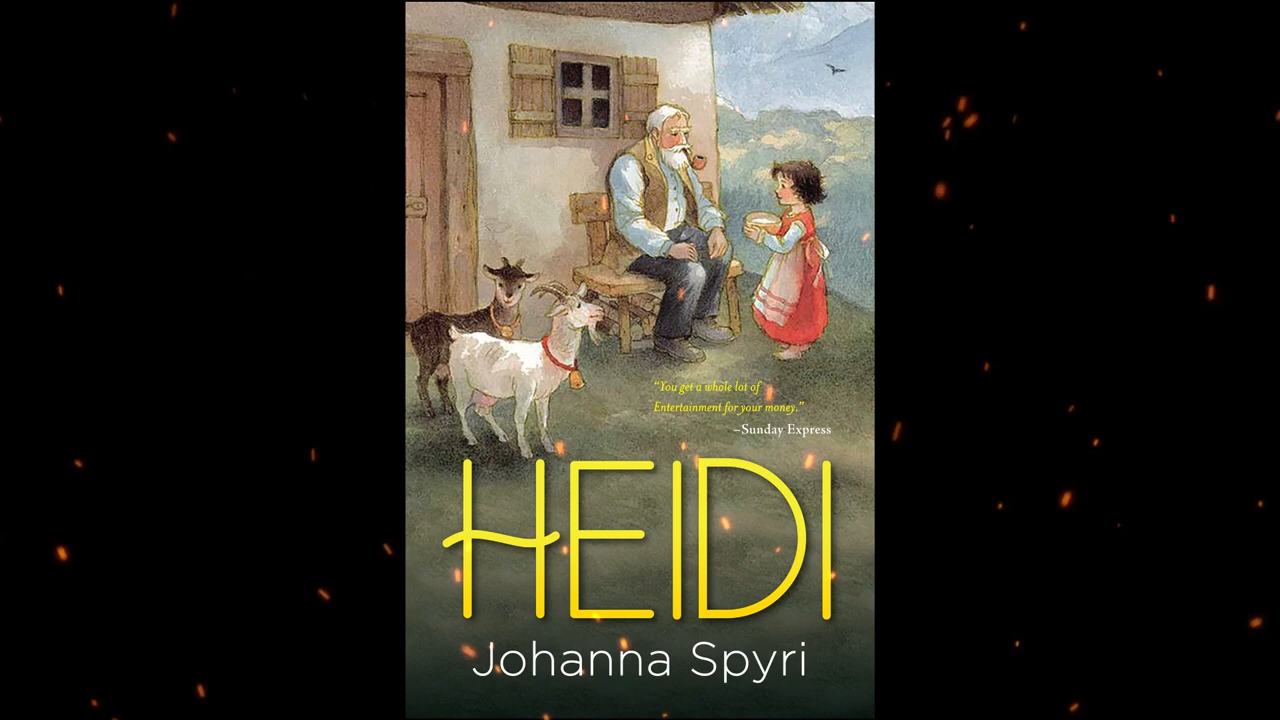 “You get a whole lot of
Entertainment for your money.”
–Sunday Express
HEIDI
Johanna Spyri